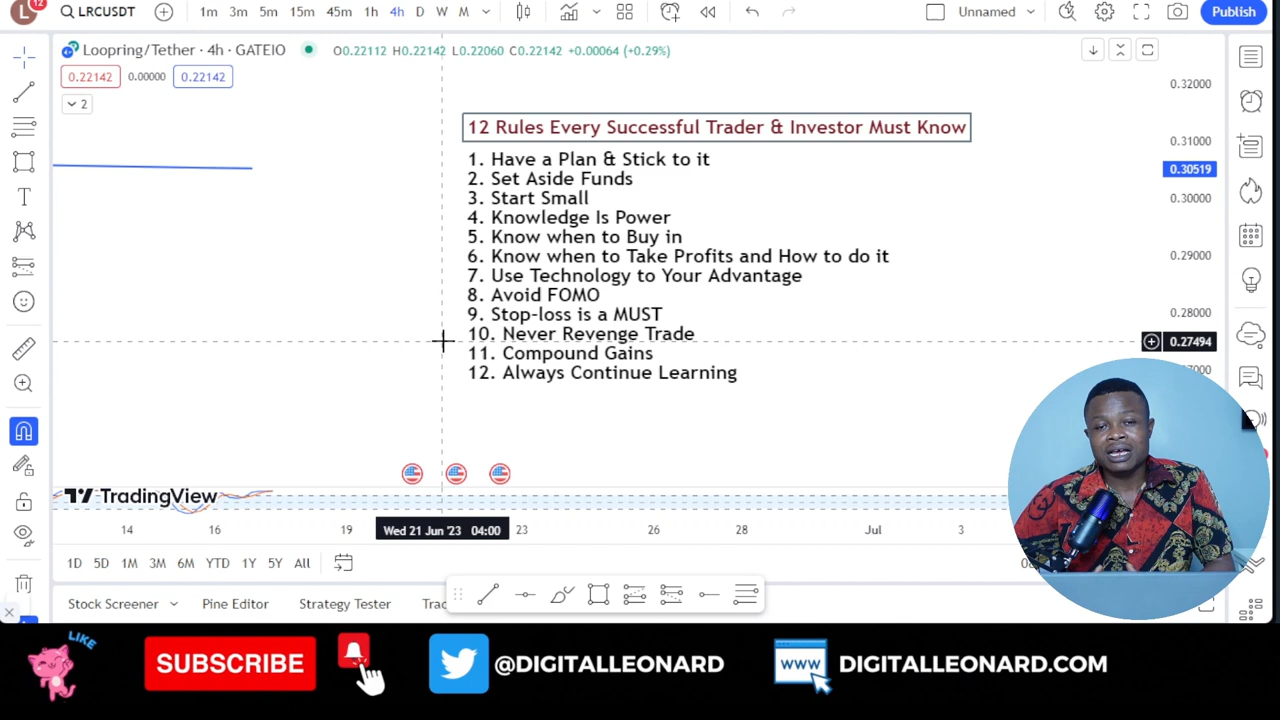 L 12 LRCUSDT 1m 3m 5m 15m 45m 1h 4h D W M Unnamed Publish
Loopring/Tether · 4h · GATEIO O0.22112 H0.22142 L0.22060 C0.22142 +0.00064 (+0.29%)
0.22142 0.00000 0.22142
2
0.32000
12 Rules Every Successful Trader & Investor Must Know
0.31000
1. Have a Plan & Stick to it
0.30519
2. Set Aside Funds
3. Start Small
0.30000
4. Knowledge Is Power
5. Know when to Buy in
6. Know when to Take Profits and How to do it
0.29000
7. Use Technology to Your Advantage
8. Avoid FOMO
9. Stop-loss is a MUST
0.28000
10. Never Revenge Trade
0.27494
11. Compound Gains
12. Always Continue Learning
TradingView
14 16 19 Wed 21 Jun '23 04:00 23 26 28 Jul 3
1D 5D 1M 3M 6M YTD 1Y 5Y All
Stock Screener Pine Editor Strategy Tester
LIKE
SUBSCRIBE @DIGITALLEONARD WWW DIGITALLEONARD.COM